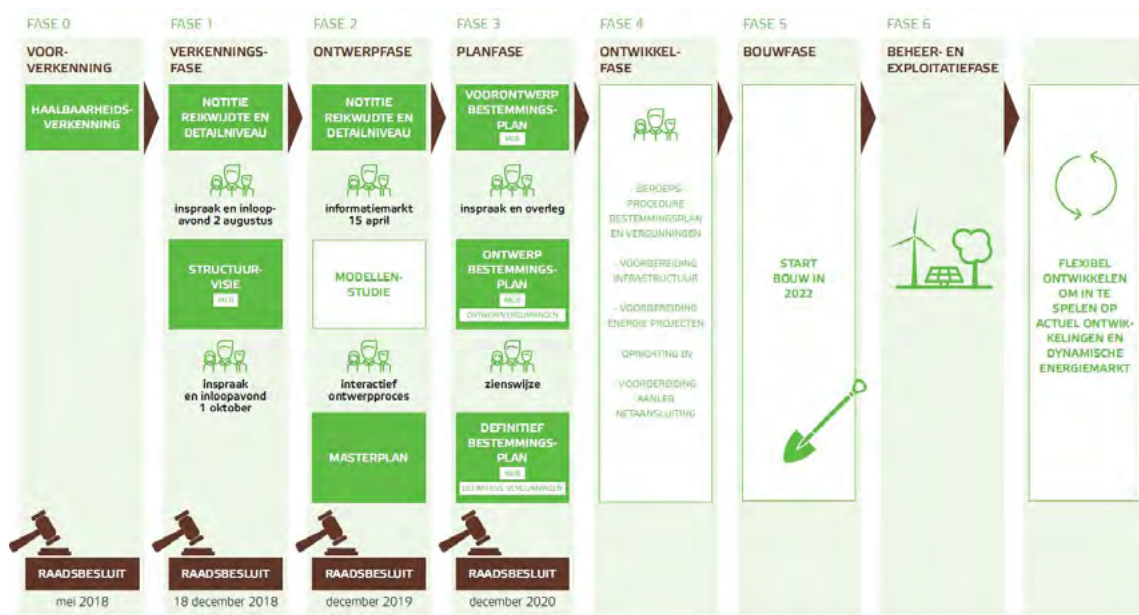 FASE 0
VOOR-
VERKENNING
HAALBAARHEIDS-
VERKENNING
RAADSBESLUIT
mei 2018
FASE 1
VERKENNINGS-
FASE
NOTITIE
REIKWIJDTE EN
DETAILNIVEAU
inspraak en inloop-
avond 2 augustus
STRUCTUUR-
VISIE
MER
inspraak
en inloopavond
1 oktober
RAADSBESLUIT
18 december 2018
FASE 2
ONTWERPFASE
NOTITIE
REIKWIJDTE EN
DETAILNIVEAU
informatiemarkt
15 april
MODELLEN-
STUDIE
interactief
ontwerpproces
MASTERPLAN
RAADSBESLUIT
december 2019
FASE 3
PLANFASE
VOORONTWERP
BESTEMMINGS-
PLAN
MER
inspraak en overleg
ONTWERP
BESTEMMINGS-
PLAN
MER
ONTWERPVERGUNNINGEN
zienswijze
DEFINITIEF
BESTEMMINGS-
PLAN
MER
DEFINITIEVE VERGUNNINGEN
RAADSBESLUIT
december 2020
FASE 4
ONTWIKKEL-
FASE
- BEROEPS-
PROCEDURE
BESTEMMINGSPLAN
EN VERGUNNINGEN
- VOORBEREIDING
INFRASTRUCTUUR
- VOORBEREIDING
ENERGIE PROJECTEN
- OPRICHTING BV
- VOORBEREIDING
AANLEG
NETAANSLUITING
FASE 5
BOUWFASE
START
BOUW IN
2022
FASE 6
BEHEER- EN
EXPLOITATIEFASE
FLEXIBEL
ONTWIKKELEN
OM IN TE
SPELEN OP
ACTUEL ONTWIK-
KELINGEN EN
DYNAMISCHE
ENERGIEMARKT